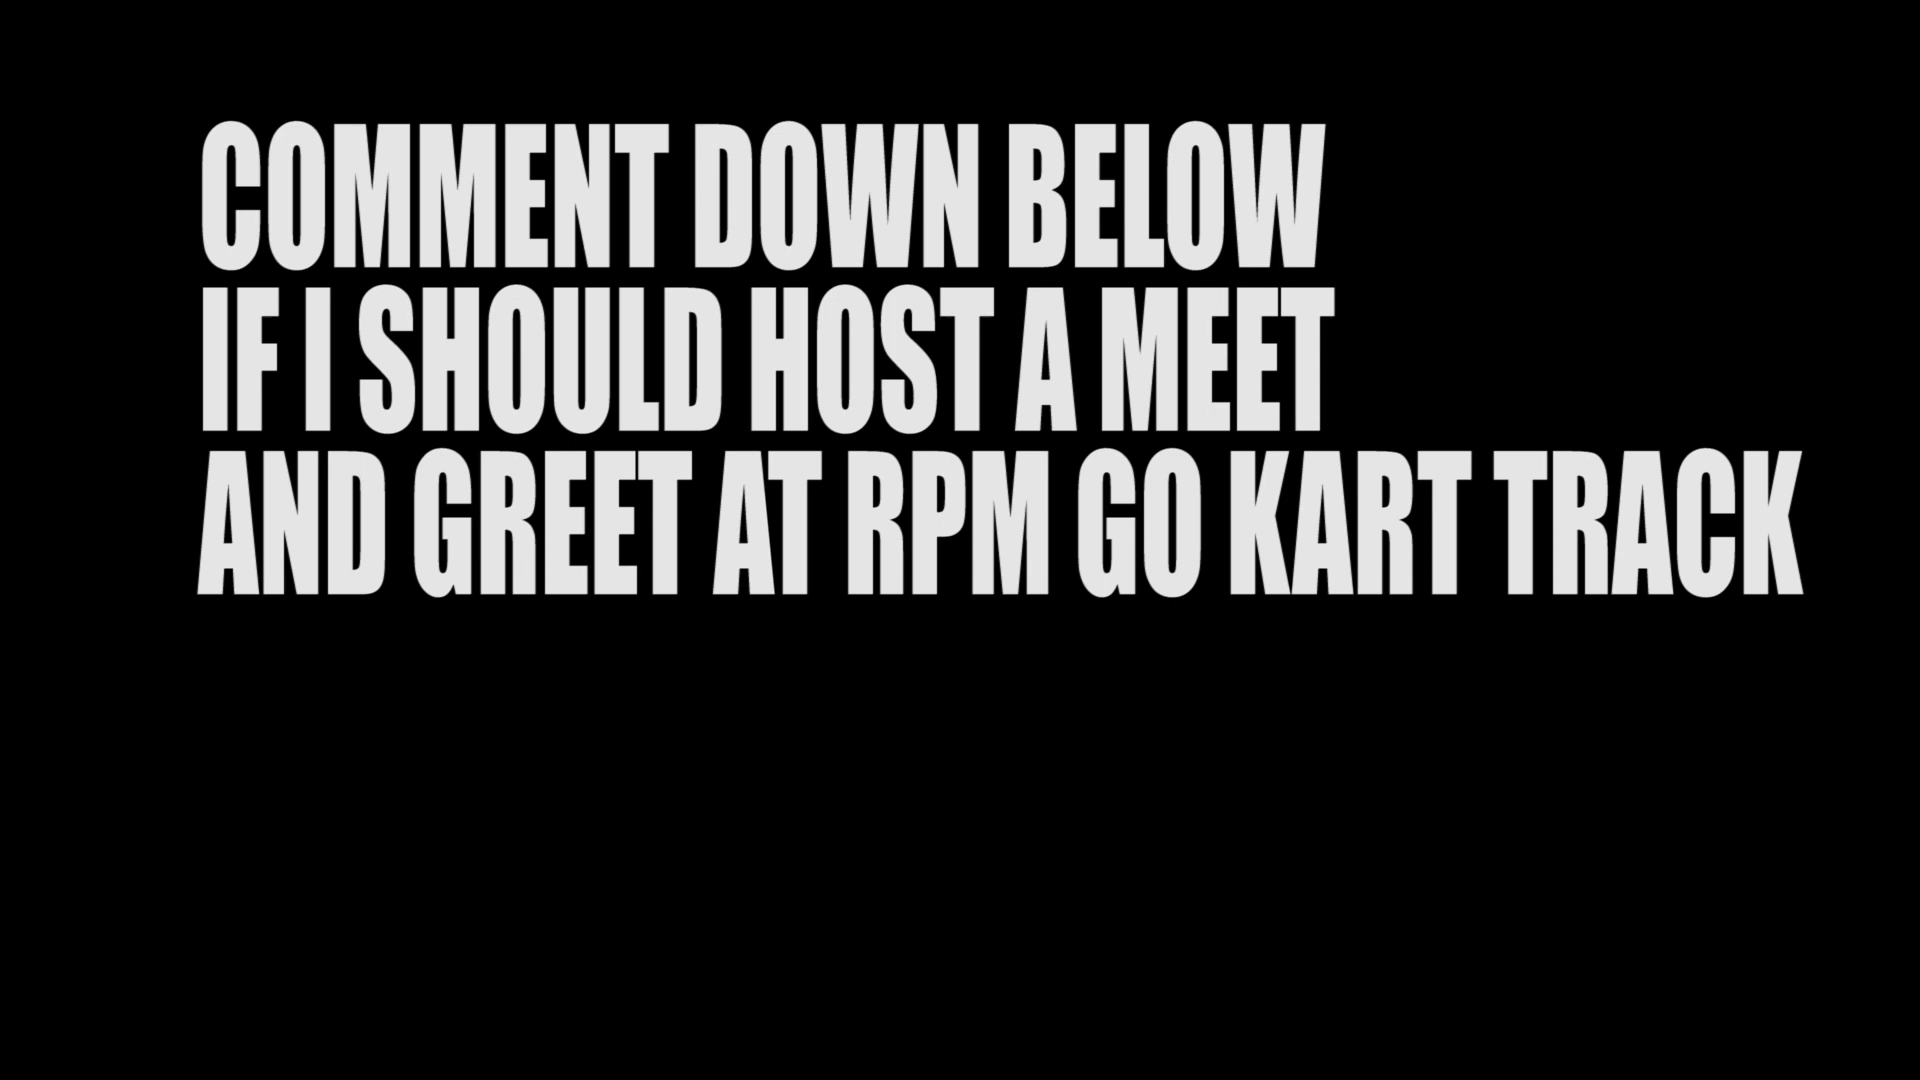 COMMENT DOWN BELOW
IF I SHOULD HOST A MEET
AND GREET AT RPM GO KART TRACK